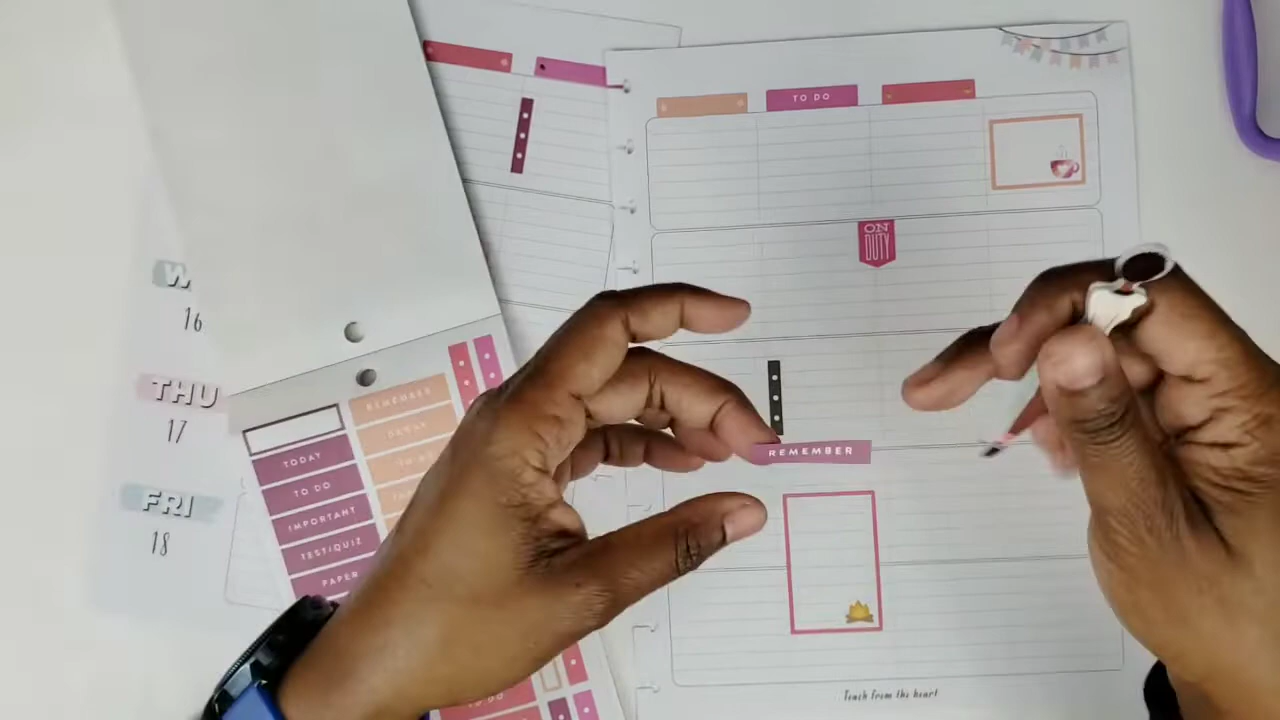 TO DO
ON
DUTY
REMEMBER
Teach from the heart
W
16
THU
17
FRI
18
REMEMBER
TODAY
TO DO
IMPORTANT
TEST/QUIZ
PAPER